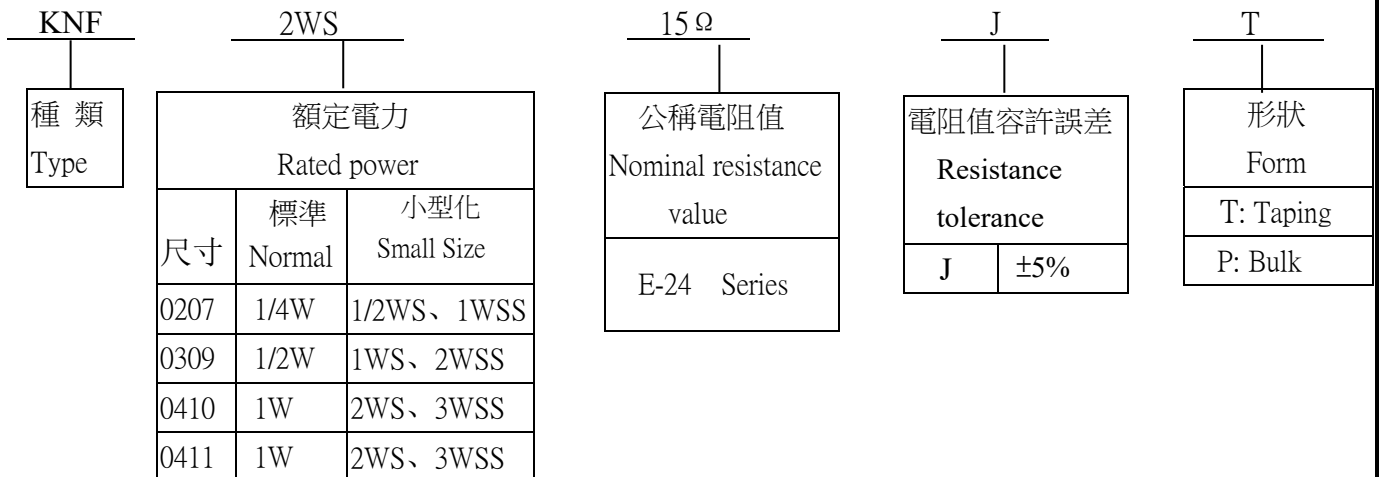 KNF 2WS 15Ω J T
種 類
Type
額定電力
Rated power
尺寸 標準 Normal 小型化 Small Size
0207 1/4W 1/2WS、1WSS
0309 1/2W 1WS、2WSS
0410 1W 2WS、3WSS
0411 1W 2WS、3WSS
公稱電阻值
Nominal resistance
value
E-24 Series
電阻值容許誤差
Resistance
tolerance
J ±5%
形狀
Form
T: Taping
P: Bulk